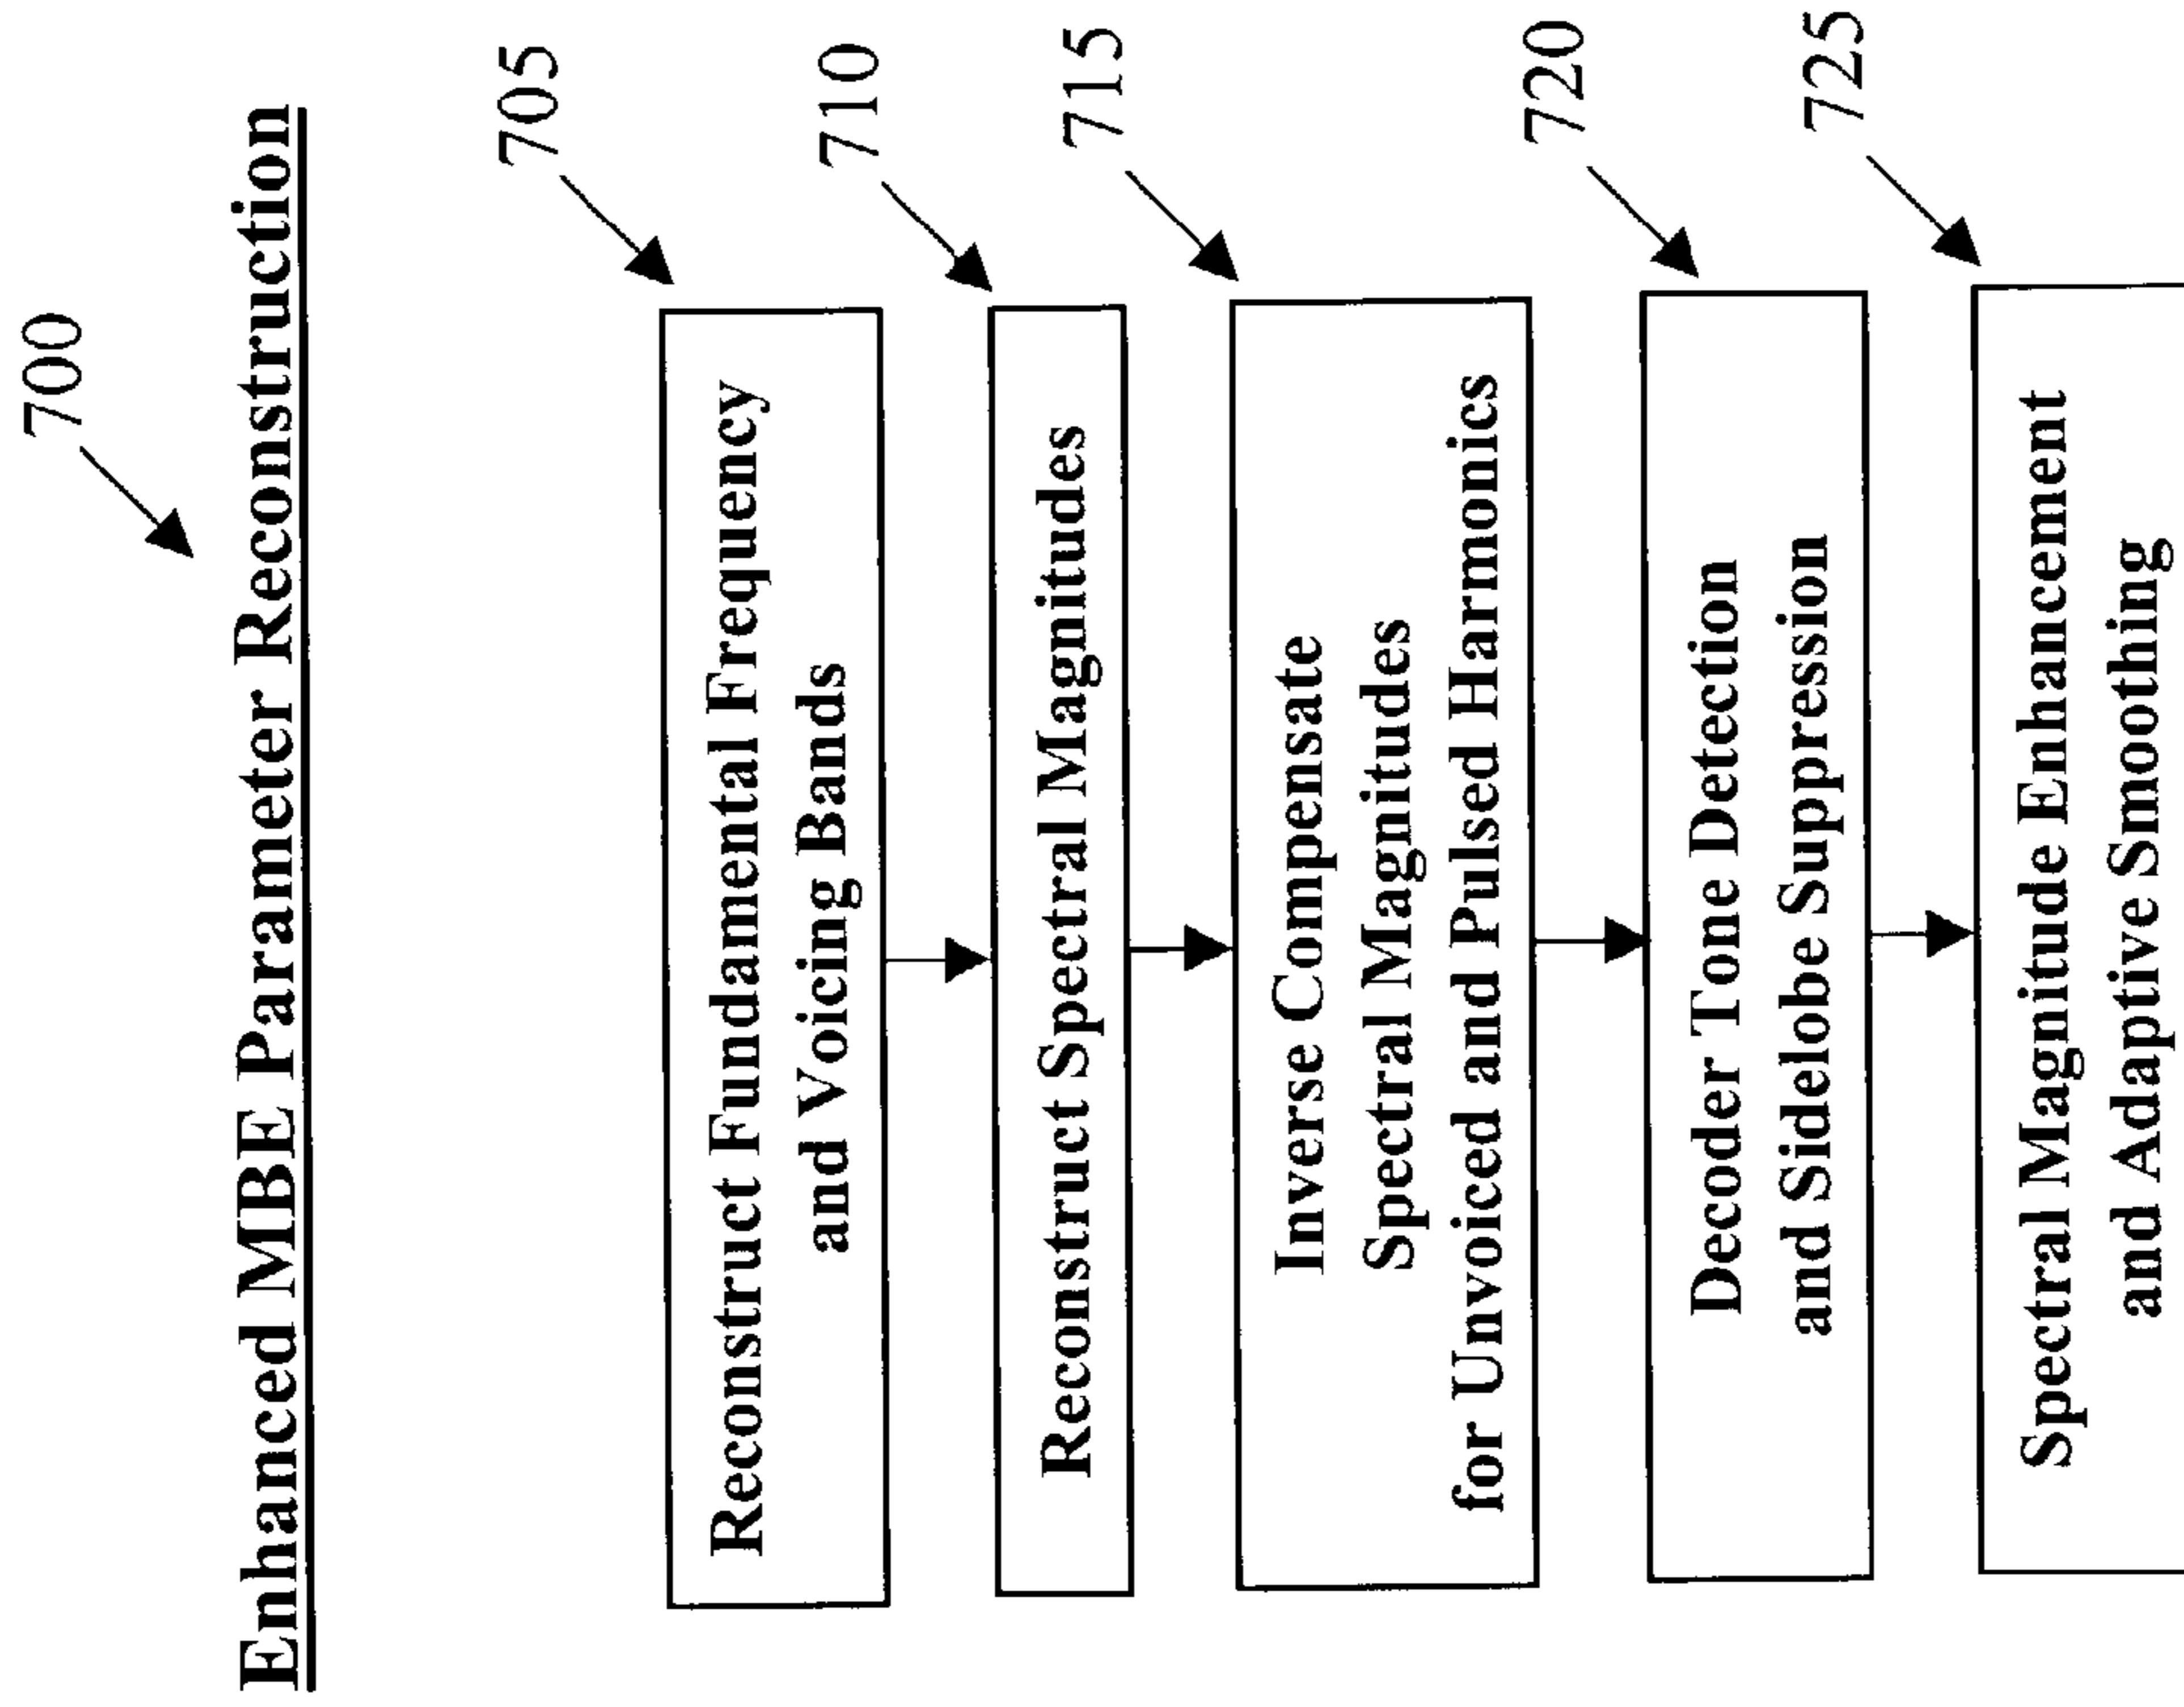 700
Enhanced MBE Parameter Reconstruction
705
Reconstruct Fundamental Frequency
and Voicing Bands
710
Reconstruct Spectral Magnitudes
715
Inverse Compensate
Spectral Magnitudes
for Unvoiced and Pulsed Harmonics
720
Decoder Tone Detection
and Sidelobe Suppression
725
Spectral Magnitude Enhancement
and Adaptive Smoothing